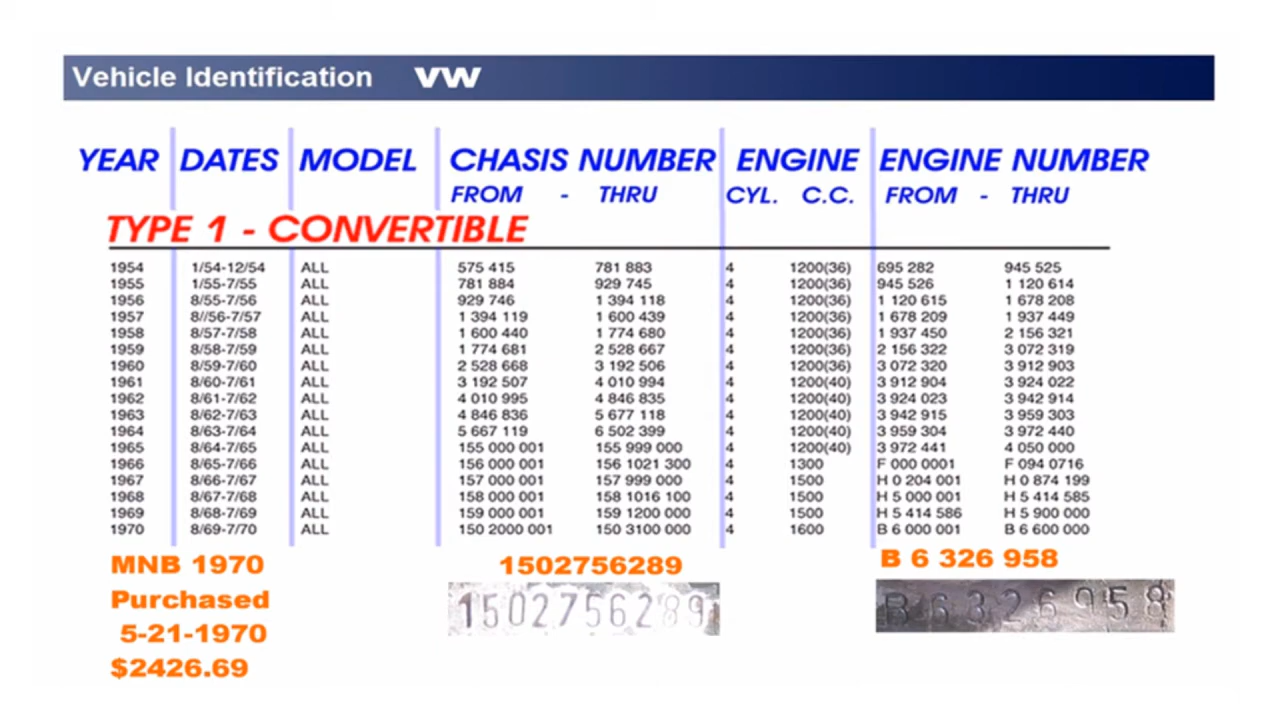 Vehicle Identification VW
YEAR DATES MODEL CHASIS NUMBER ENGINE ENGINE NUMBER
FROM - THRU CYL. C.C. FROM - THRU
TYPE 1 - CONVERTIBLE
1954 1/54-12/54 ALL 575 415 781 883 4 1200(36) 695 282 945 525
1955 1/55-7/55 ALL 781 884 929 745 4 1200(36) 945 526 1 120 614
1956 8/55-7/56 ALL 929 746 1 394 118 4 1200(36) 1 120 615 1 678 208
1957 8//56-7/57 ALL 1 394 119 1 600 439 4 1200(36) 1 678 209 1 937 449
1958 8/57-7/58 ALL 1 600 440 1 774 680 4 1200(36) 1 937 450 2 156 321
1959 8/58-7/59 ALL 1 774 681 2 528 667 4 1200(36) 2 156 322 3 072 319
1960 8/59-7/60 ALL 2 528 668 3 192 506 4 1200(36) 3 072 320 3 912 903
1961 8/60-7/61 ALL 3 192 507 4 010 994 4 1200(40) 3 912 904 3 924 022
1962 8/61-7/62 ALL 4 010 995 4 846 835 4 1200(40) 3 924 023 3 942 914
1963 8/62-7/63 ALL 4 846 836 5 677 118 4 1200(40) 3 942 915 3 959 303
1964 8/63-7/64 ALL 5 667 119 6 502 399 4 1200(40) 3 959 304 3 972 440
1965 8/64-7/65 ALL 155 000 001 155 999 000 4 1200(40) 3 972 441 4 050 000
1966 8/65-7/66 ALL 156 000 001 156 1021 300 4 1300 F 000 0001 F 094 0716
1967 8/66-7/67 ALL 157 000 001 157 999 000 4 1500 H 0 204 001 H 0 874 199
1968 8/67-7/68 ALL 158 000 001 158 1016 100 4 1500 H 5 000 001 H 5 414 585
1969 8/68-7/69 ALL 159 000 001 159 1200 000 4 1500 H 5 414 586 H 5 900 000
1970 8/69-7/70 ALL 150 2000 001 150 3100 000 4 1600 B 6 000 001 B 6 600 000
MNB 1970 1502756289 B 6 326 958
Purchased 1502756289 B6326958
5-21-1970
$2426.69